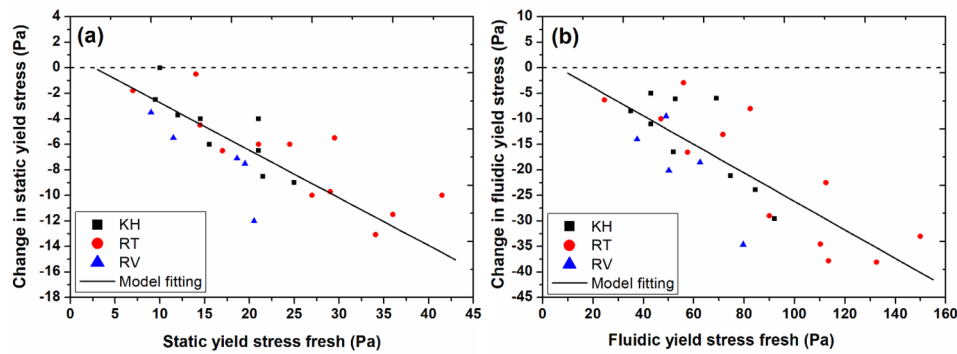 (a)
Change in static yield stress (Pa)
4
2
0
-2
-4
-6
-8
-10
-12
-14
-16
-18
KH
RT
RV
Model fitting
0 5 10 15 20 25 30 35 40 45
Static yield stress fresh (Pa)
(b)
Change in fluidic yield stress (Pa)
10
5
0
-5
-10
-15
-20
-25
-30
-35
-40
-45
KH
RT
RV
Model fitting
0 20 40 60 80 100 120 140 160
Fluidic yield stress fresh (Pa)